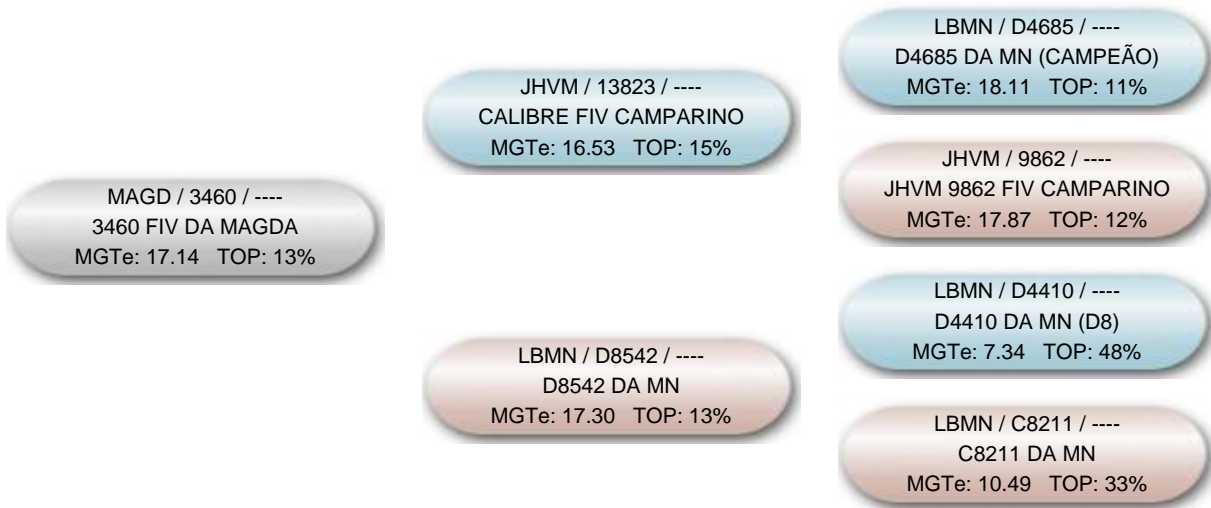 LBMN / D4685 / ----
D4685 DA MN (CAMPEÃO)
MGTe: 18.11 TOP: 11%
JHVM / 13823 / ----
CALIBRE FIV CAMPARINO
MGTe: 16.53 TOP: 15%
JHVM / 9862 / ----
JHVM 9862 FIV CAMPARINO
MGTe: 17.87 TOP: 12%
MAGD / 3460 / ----
3460 FIV DA MAGDA
MGTe: 17.14 TOP: 13%
LBMN / D4410 / ----
D4410 DA MN (D8)
MGTe: 7.34 TOP: 48%
LBMN / D8542 / ----
D8542 DA MN
MGTe: 17.30 TOP: 13%
LBMN / C8211 / ----
C8211 DA MN
MGTe: 10.49 TOP: 33%